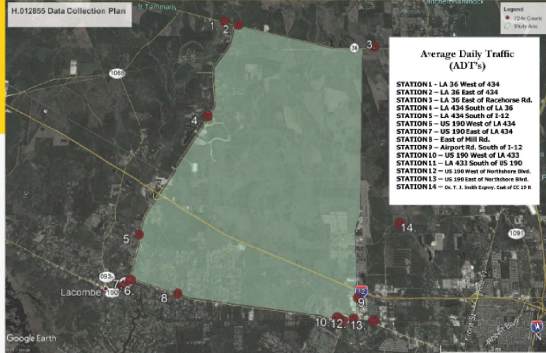 H.012855 Data Collection Plan
St Tammany
Legend
72-Hr Counts
Study Area
1
2
36
3
Average Daily Traffic
(ADT's)
1088
STATION 1 - LA 36 West of 434
STATION 2 – LA 36 East of 434
STATION 3 – LA 36 East of Racehorse Rd.
STATION 4 – LA 434 South of LA 36
STATION 5 – LA 434 South of I-12
STATION 6 – US 190 West of LA 434
STATION 7 – US 190 East of LA 434
STATION 8 – East of Mill Rd.
STATION 9 – Airport Rd. South of I-12
STATION 10 – US 190 West of LA 433
STATION 11 – LA 433 South of US 190
STATION 12 – US 190 West of Northshore Blvd.
STATION 13 – US 190 East of Northshore Blvd.
STATION 14 – Dr. T. J. Smith Expwy. East of CC 10 R
4
14
1091
5
Lacombe
190
6.
8
9
10
12
13
Google Earth